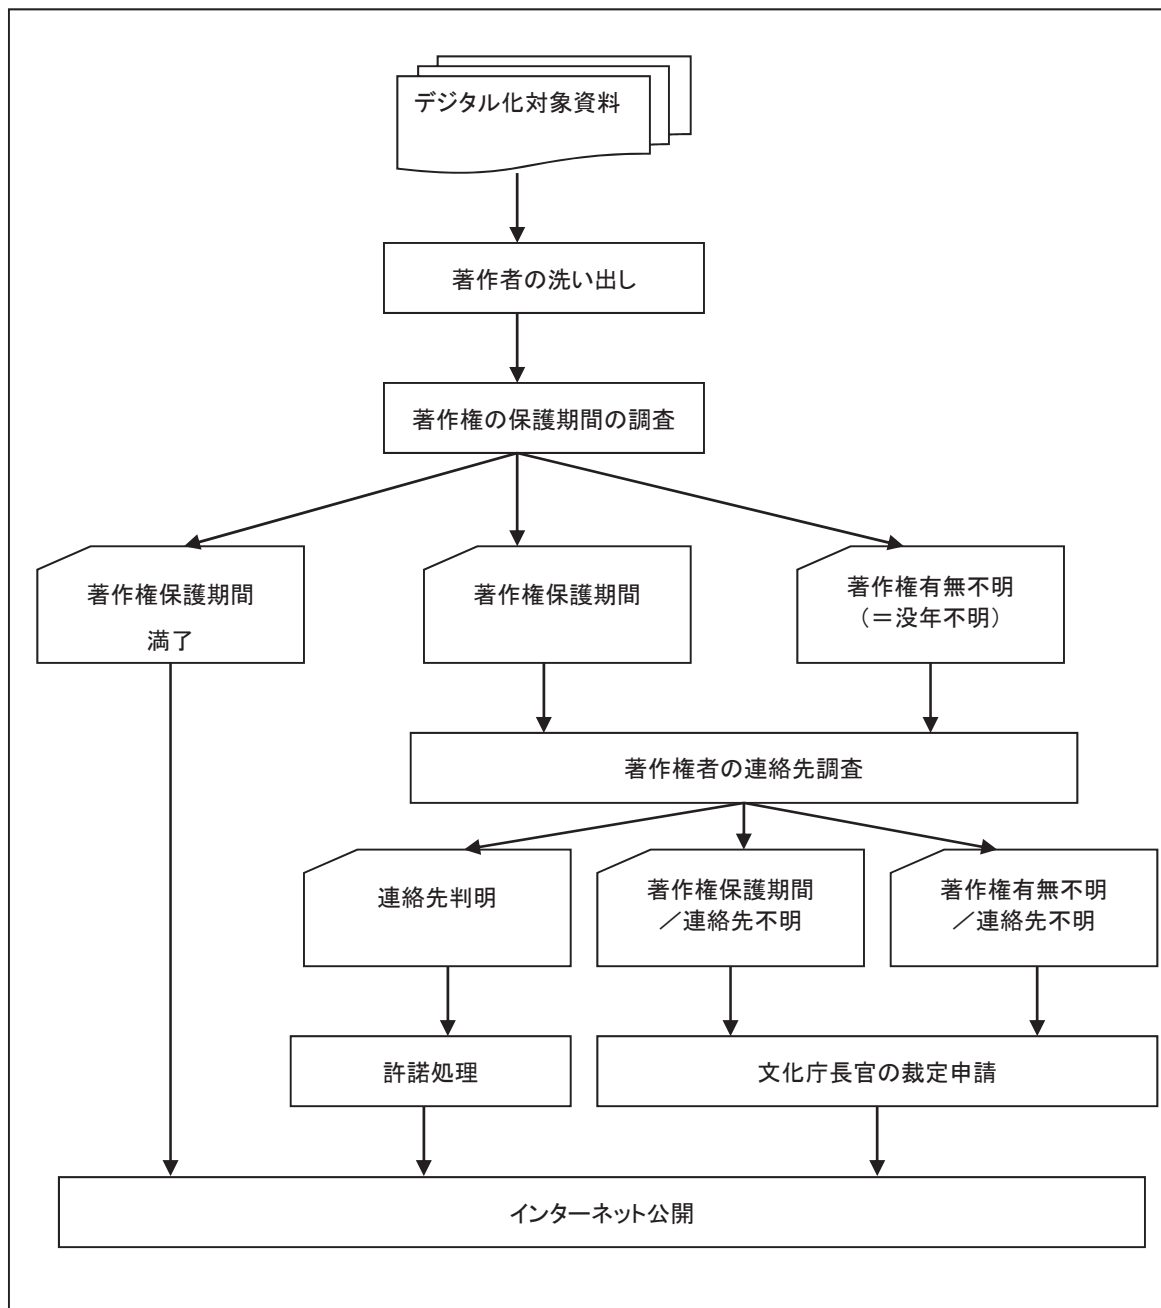 デジタル化対象資料
著作者の洗い出し
著作権の保護期間の調査
著作権保護期間
満了
著作権保護期間
著作権有無不明
(＝没年不明)
著作権者の連絡先調査
連絡先判明
著作権保護期間
／連絡先不明
著作権有無不明
／連絡先不明
許諾処理
文化庁長官の裁定申請
インターネット公開